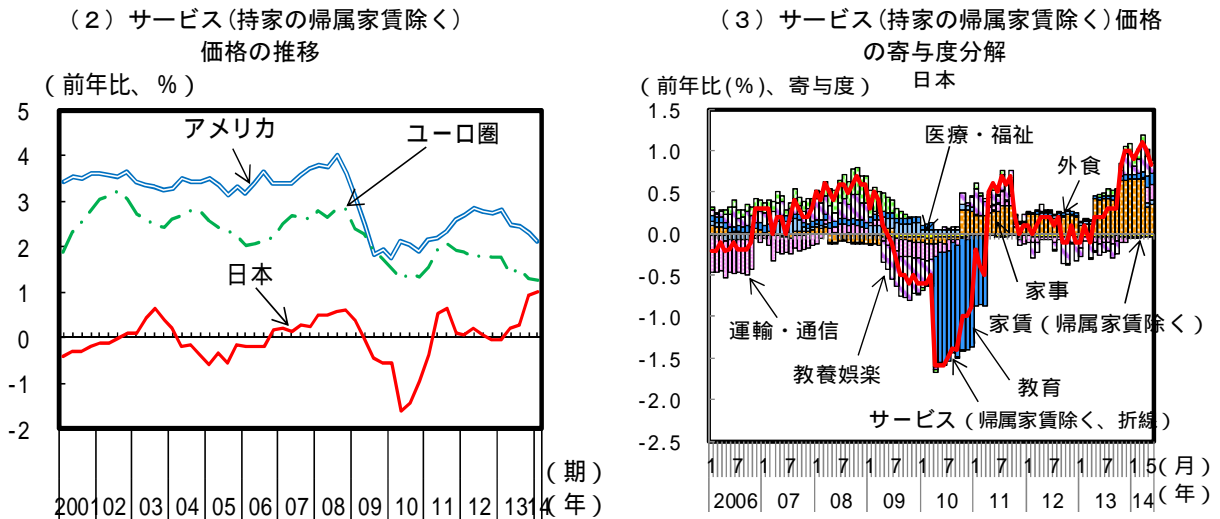 （２）サービス(持家の帰属家賃除く)
価格の推移
（前年比、％）
5
4
3
2
1
0
-1
-2
アメリカ
ユーロ圏
日本
2001 02 03 04 05 06 07 08 09 10 11 12 13 14
（期）
（年）
（３）サービス(持家の帰属家賃除く)価格
の寄与度分解
（前年比(%)、寄与度）
日本
1.5
1.0
0.5
0.0
-0.5
-1.0
-1.5
-2.0
-2.5
医療・福祉
外食
家事
家賃（帰属家賃除く）
運輸・通信
教養娯楽
教育
サービス（帰属家賃除く、折線）
1 7 1 7 1 7 1 7 1 7 1 7 1 7 1 7 1 5
（月）
2006 07 08 09 10 11 12 13 14
（年）